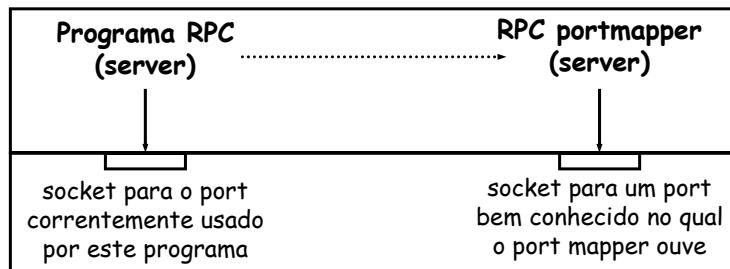 Programa RPC
(server)
RPC portmapper
(server)
socket para o port
correntemente usado
por este programa
socket para um port
bem conhecido no qual
o port mapper ouve